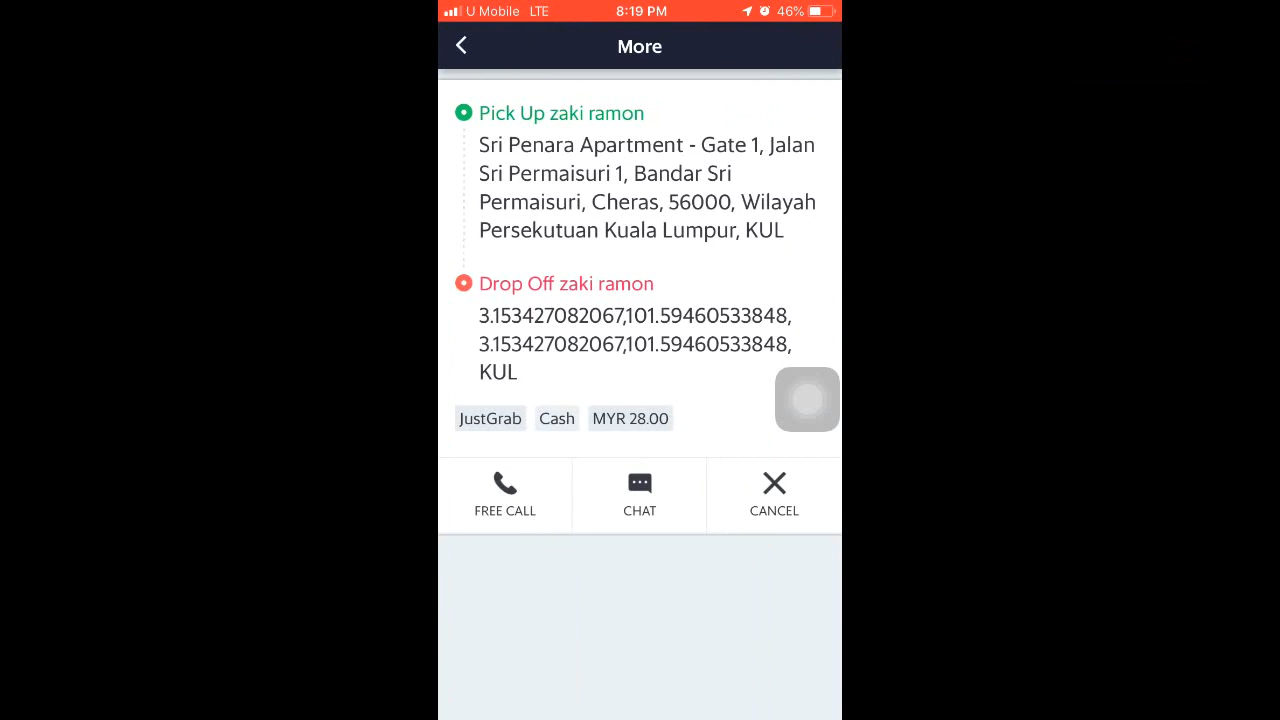 U Mobile LTE 8:19 PM 46%
More
Pick Up zaki ramon
Sri Penara Apartment - Gate 1, Jalan
Sri Permaisuri 1, Bandar Sri
Permaisuri, Cheras, 56000, Wilayah
Persekutuan Kuala Lumpur, KUL
Drop Off zaki ramon
3.153427082067,101.59460533848,
3.153427082067,101.59460533848,
KUL
JustGrab Cash MYR 28.00
FREE CALL CHAT CANCEL